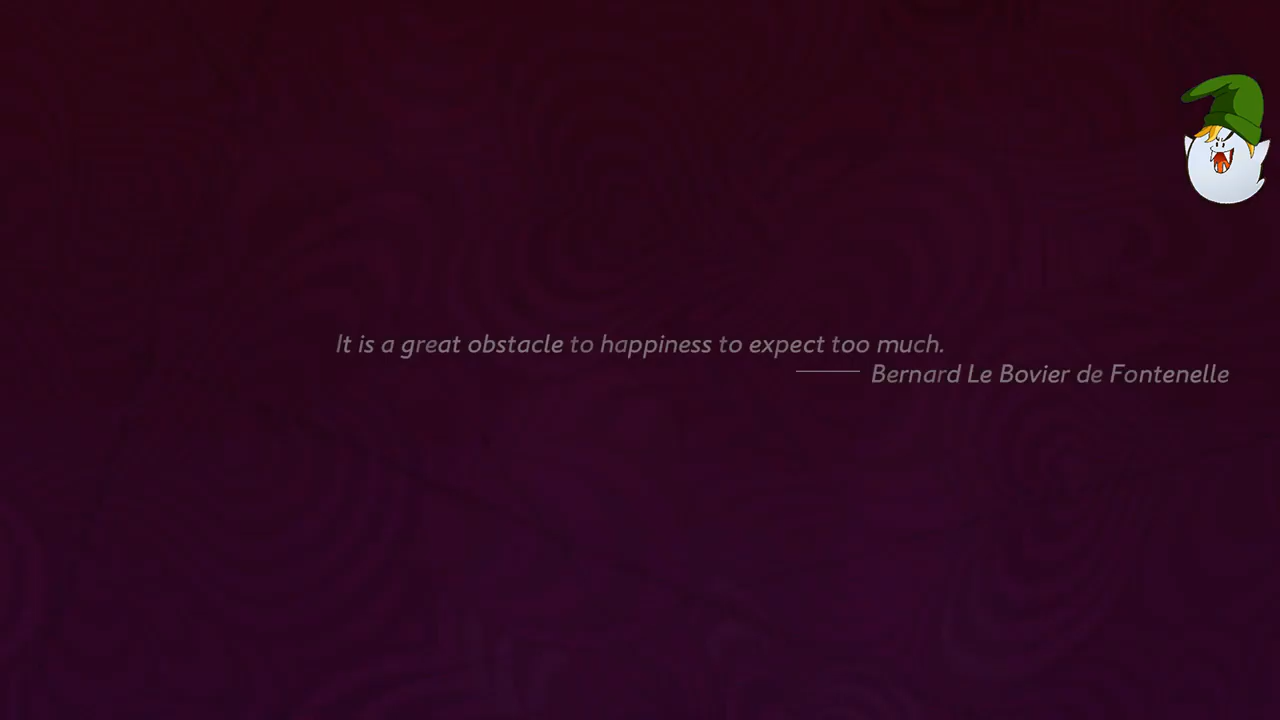 It is a great obstacle to happiness to expect too much.
—— Bernard Le Bovier de Fontenelle